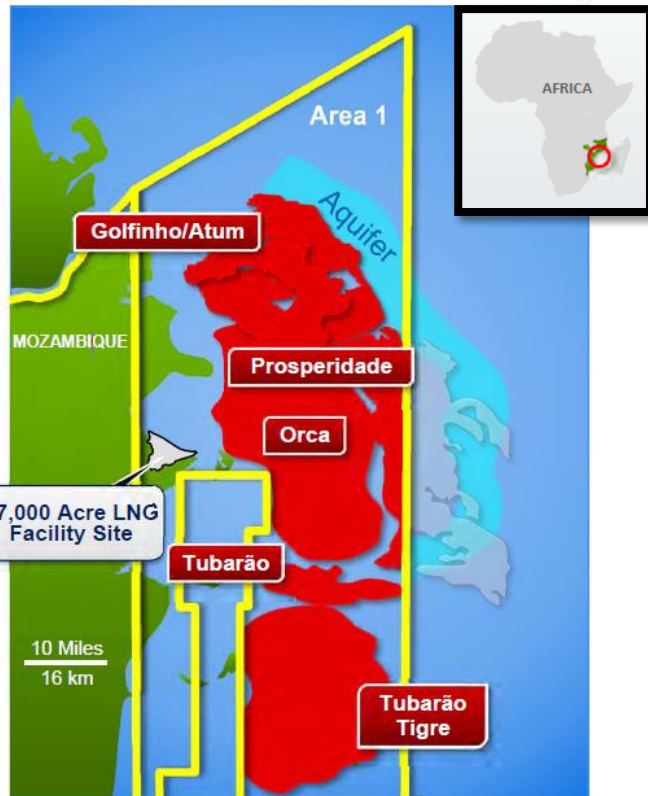 AFRICA
Area 1
Aquifer
Golfinho/Atum
MOZAMBIQUE
Prosperidade
Orca
7,000 Acre LNG
Facility Site
Tubarão
10 Miles
16 km
Tubarão
Tigre